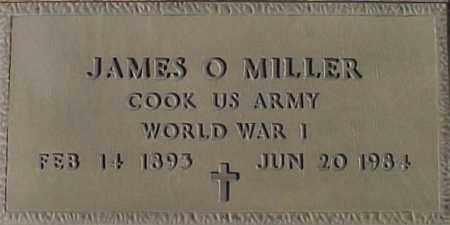 JAMES O MILLER
COOK US ARMY
WORLD WAR I
FEB 14 1893 JUN 20 1984